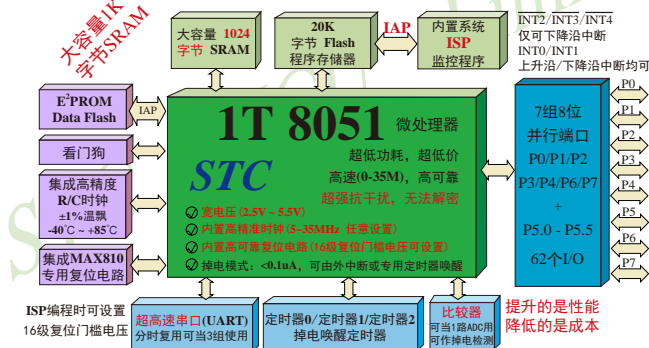 大容量1K
字节SRAM
大容量 1024
字节 SRAM
20K
字节 Flash
程序存储器
IAP
内置系统
ISP
监控程序
INT2/INT3/INT4
仅可下降沿中断
INT0/INT1
上升沿/下降沿中断均可
E²PROM
Data Flash
IAP
看门狗
集成高精度
R/C时钟
±1%温飘
-40℃ ~ +85℃
集成MAX810
专用复位电路
1T 8051 微处理器
STC
超低功耗，超低价
高速(0-35M)，高可靠
超强抗干扰，无法解密
宽电压(2.5V ~ 5.5V)
内置高精准时钟(5~35MHz 任意设置)
内置高可靠复位电路(16级复位门槛电压可设置)
掉电模式：<0.1uA，可由外中断或专用定时器唤醒
7组8位
并行端口
P0/P1/P2
P3/P4/P6/P7
+
P5.0 - P5.5
62个I/O
P0
P1
P2
P3
P4
P5
P6
P7
ISP编程时可设置
16级复位门槛电压
超高速串口(UART)
分时复用可当3组使用
定时器0/定时器1/定时器2
掉电唤醒定时器
比较器
可当1路ADC用
可作掉电检测
提升的是性能
降低的是成本